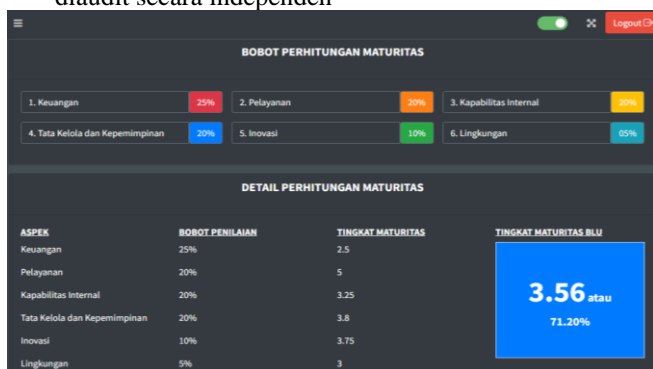 diaudit secara independen
Logout
BOBOT PERHITUNGAN MATURITAS
1. Keuangan 25% 2. Pelayanan 20% 3. Kapabilitas Internal 20%
4. Tata Kelola dan Kepemimpinan 20% 5. Inovasi 10% 6. Lingkungan 05%
DETAIL PERHITUNGAN MATURITAS
ASPEK BOBOT PENILAIAN TINGKAT MATURITAS TINGKAT MATURITAS BLU
Keuangan 25% 2.5
Pelayanan 20% 5
Kapabilitas Internal 20% 3.25
3.56 atau
Tata Kelola dan Kepemimpinan 20% 3.8
71.20%
Inovasi 10% 3.75
Lingkungan 5% 3